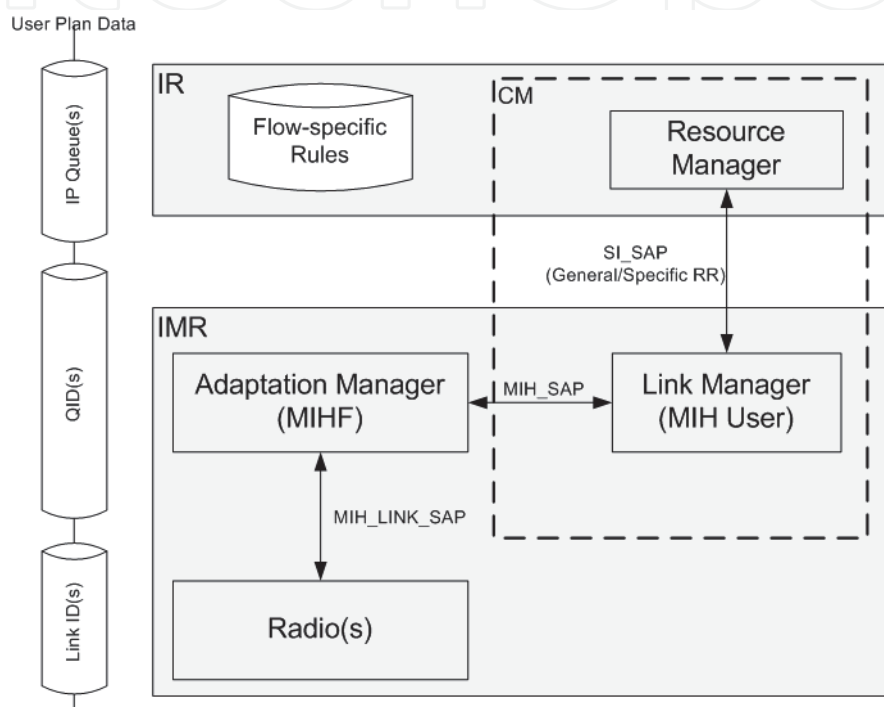 User Plan Data
IP Queue(s)
QID(s)
Link ID(s)
IR
Flow-specific
Rules
CM
Resource
Manager
SI_SAP
(General/Specific RR)
IMR
Adaptation Manager
(MIHF)
MIH_SAP
Link Manager
(MIH User)
MIH_LINK_SAP
Radio(s)